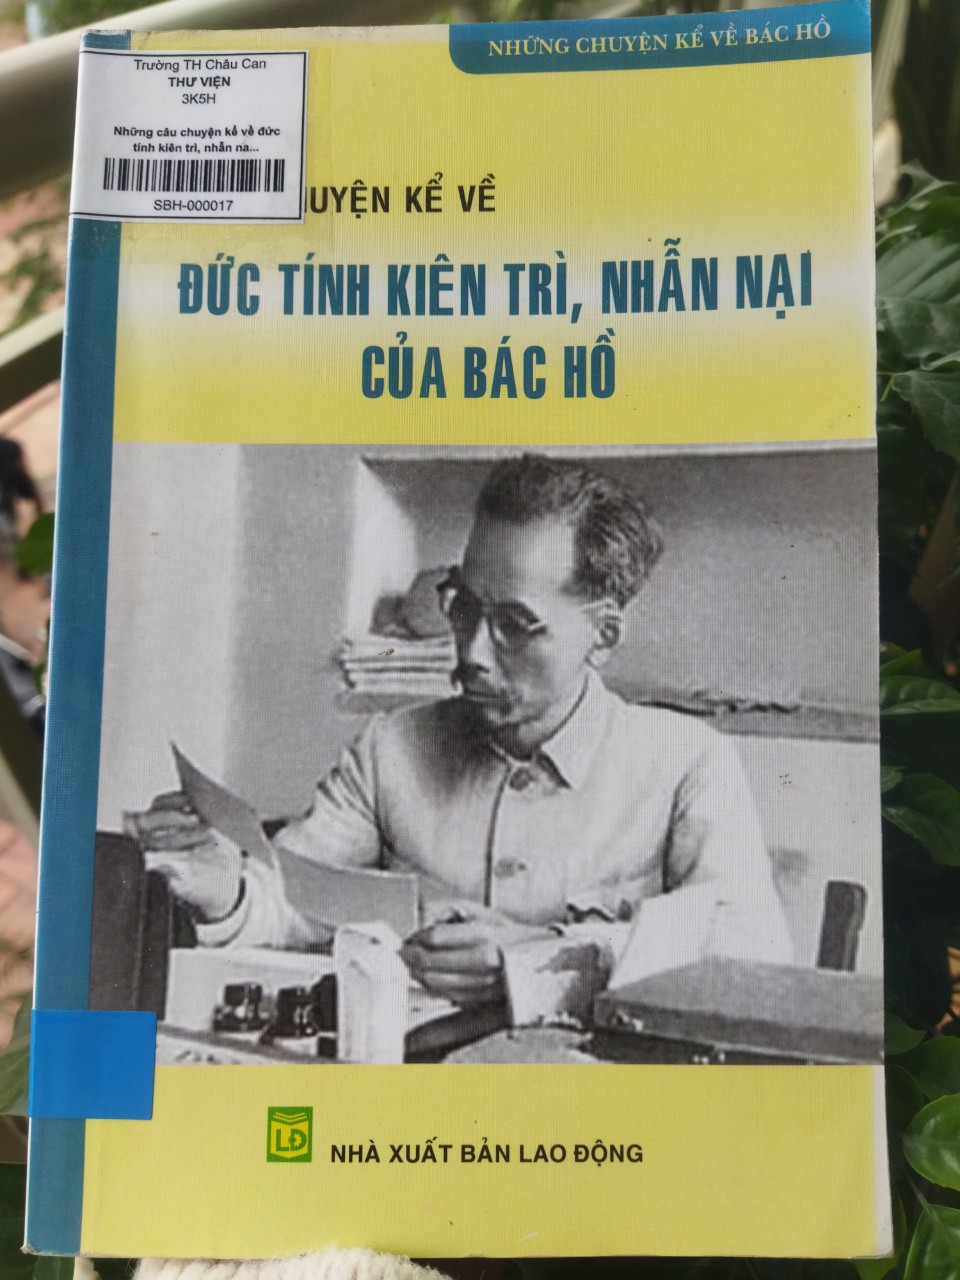 NHỮNG CHUYỆN KỂ VỀ BÁC HỒ
Trường TH Châu Can
THƯ VIỆN
3K5H
Những câu chuyện kể về đức
tính kiên trì, nhẫn na...
SBH-000017
KỂ VỀ
ĐỨC TÍNH KIÊN TRÌ, NHẪN NẠI
CỦA BÁC HỒ
LĐ
NHÀ XUẤT BẢN LAO ĐỘNG